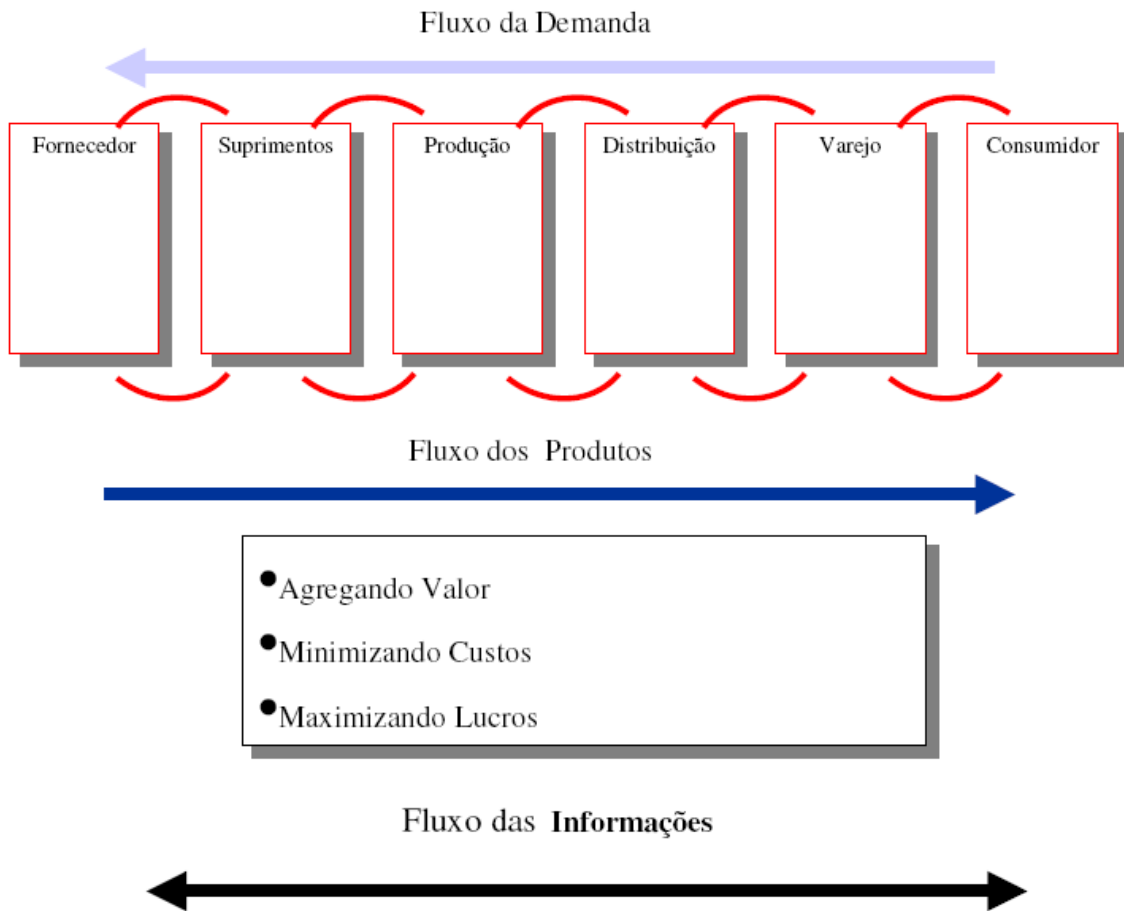 Fluxo da Demanda
Fornecedor Suprimentos Produção Distribuição Varejo Consumidor
Fluxo dos Produtos
•Agregando Valor
•Minimizando Custos
•Maximizando Lucros
Fluxo das Informações